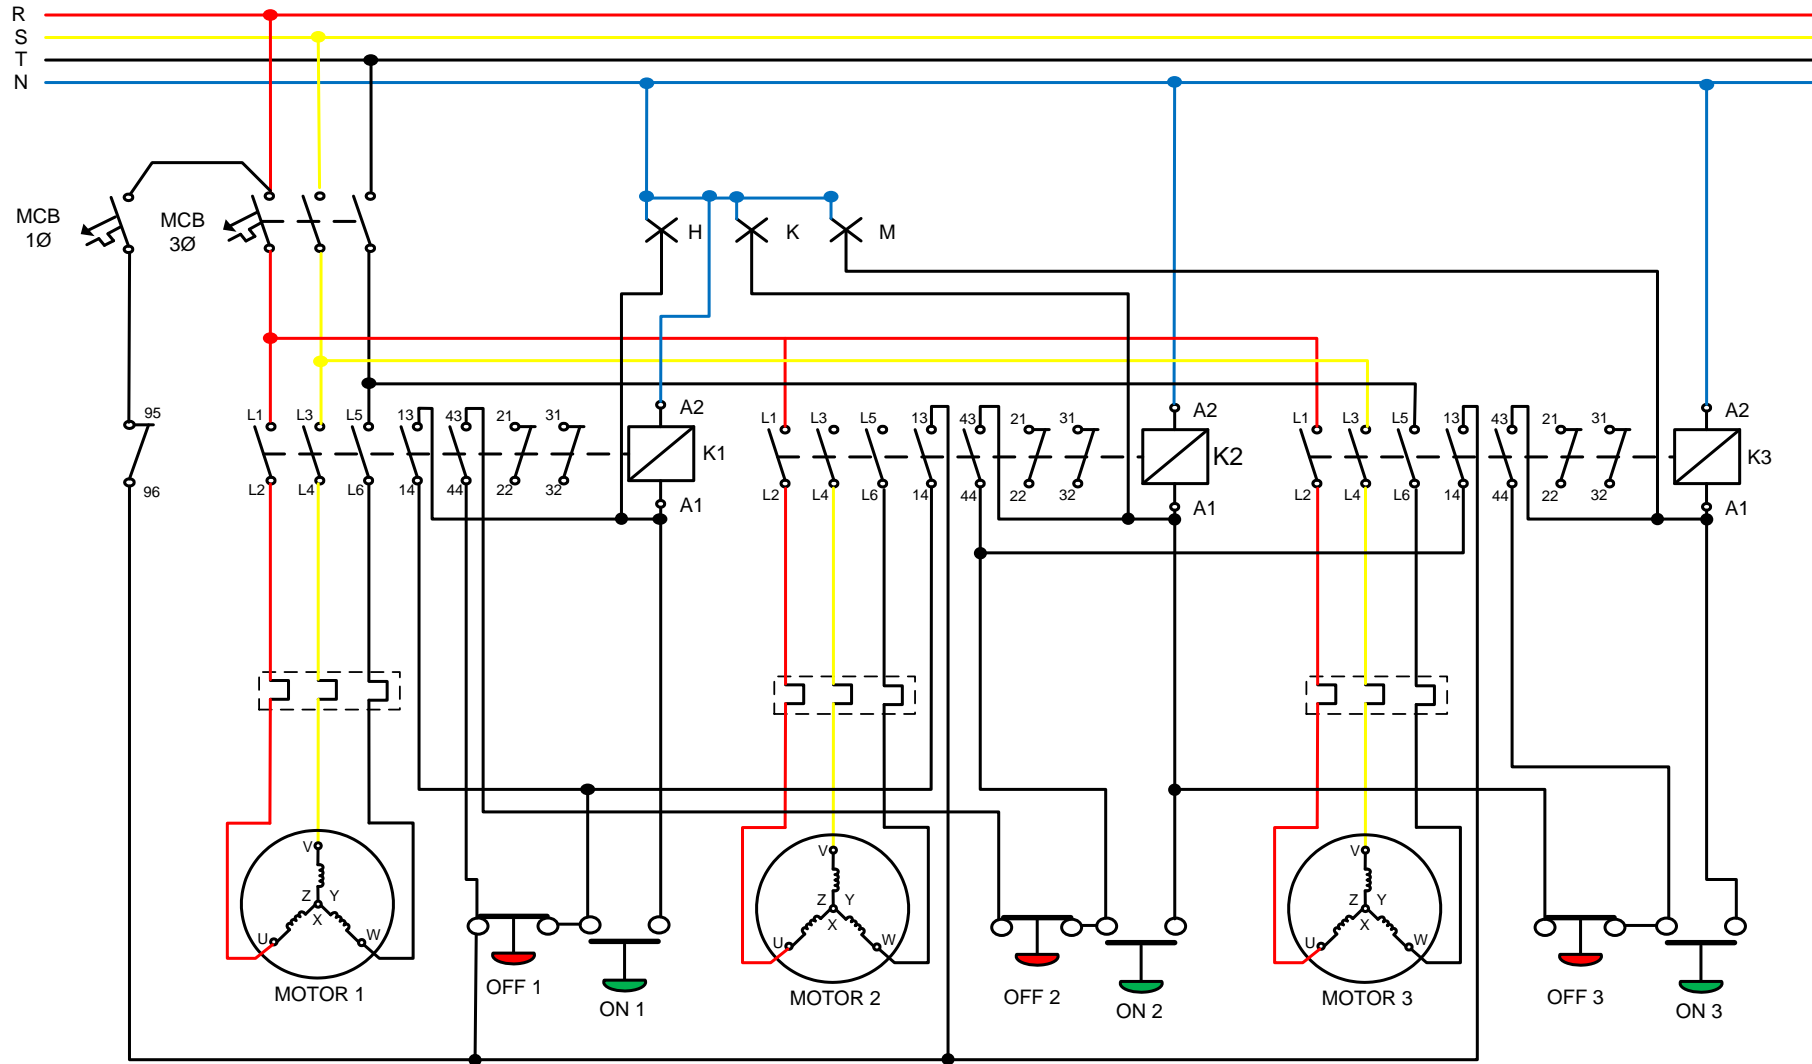 R
S
T
N
MCB
1Ø
MCB
3Ø
H
K
M
95
96
L1 L3 L5 13 43 21 31 A2
K1
L2 L4 L6 14 44 22 32 A1
L1 L3 L5 13 43 21 31 A2
K2
L2 L4 L6 14 44 22 32 A1
L1 L3 L5 13 43 21 31 A2
K3
L2 L4 L6 14 44 22 32 A1
V
Z Y
X
U W
MOTOR 1
OFF 1
ON 1
V
Z Y
X
U W
MOTOR 2
OFF 2
ON 2
V
Z Y
X
U W
MOTOR 3
OFF 3
ON 3